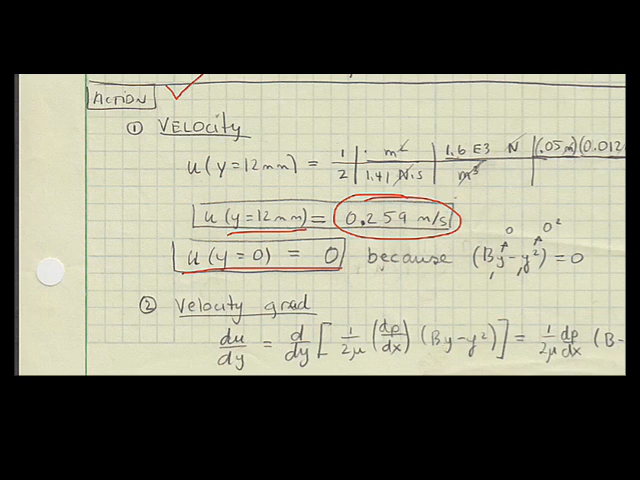 ACTION
① VELOCITY
u(y=12mm) = 1/2 | m² / 1.41 N·s | 1.6 E3 N / m³ | (.05m)(0.012
u(y=12mm) = 0.259 m/s
u(y=0) = 0 because (By-y²) = 0
0 0²
② Velocity grad
du/dy = d/dy [ 1/2μ (dp/dx) (By-y²) ] = 1/2μ dp/dx (B-